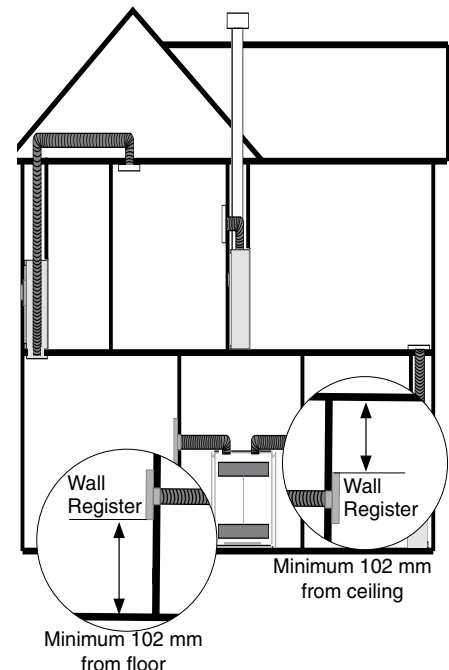 Wall
Register
Wall
Register
Minimum 102 mm
from ceiling
Minimum 102 mm
from floor